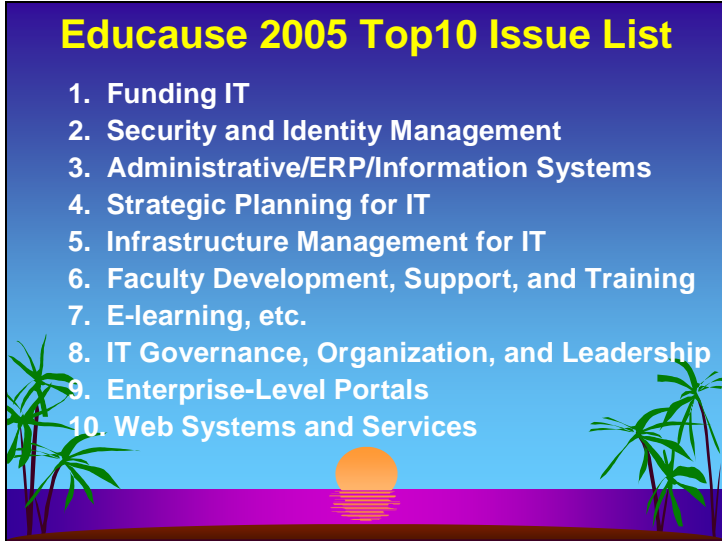 Educause 2005 Top10 Issue List
1. Funding IT
2. Security and Identity Management
3. Administrative/ERP/Information Systems
4. Strategic Planning for IT
5. Infrastructure Management for IT
6. Faculty Development, Support, and Training
7. E-learning, etc.
8. IT Governance, Organization, and Leadership
9. Enterprise-Level Portals
10. Web Systems and Services